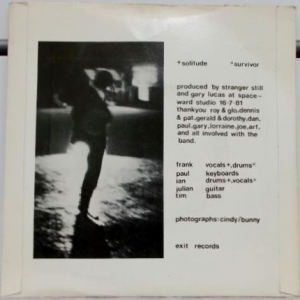 +solitude °survivor
produced by stranger still
and gary lucas at space-
ward studio 16·7·81
thankyou roy & glo.dennis
& pat.gerald & dorothy.dan.
paul.gary.lorraine.joe.arf.
and all involved with the
band.
frank vocals+.drums°
paul keyboards
ian drums+.vocals°
julian guitar
tim bass
photographs:cindy/bunny
exit records